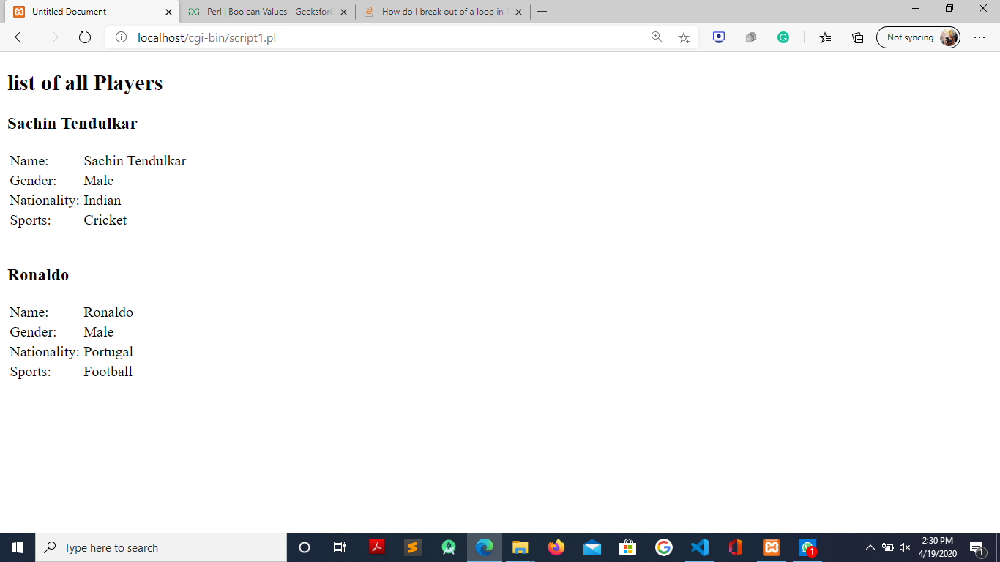 Untitled Document
Perl | Boolean Values - GeeksforG
How do I break out of a loop in
localhost/cgi-bin/script1.pl
Not syncing
list of all Players
Sachin Tendulkar
Name: Sachin Tendulkar
Gender: Male
Nationality: Indian
Sports: Cricket
Ronaldo
Name: Ronaldo
Gender: Male
Nationality: Portugal
Sports: Football
Type here to search
1
2:30 PM
4/19/2020
1